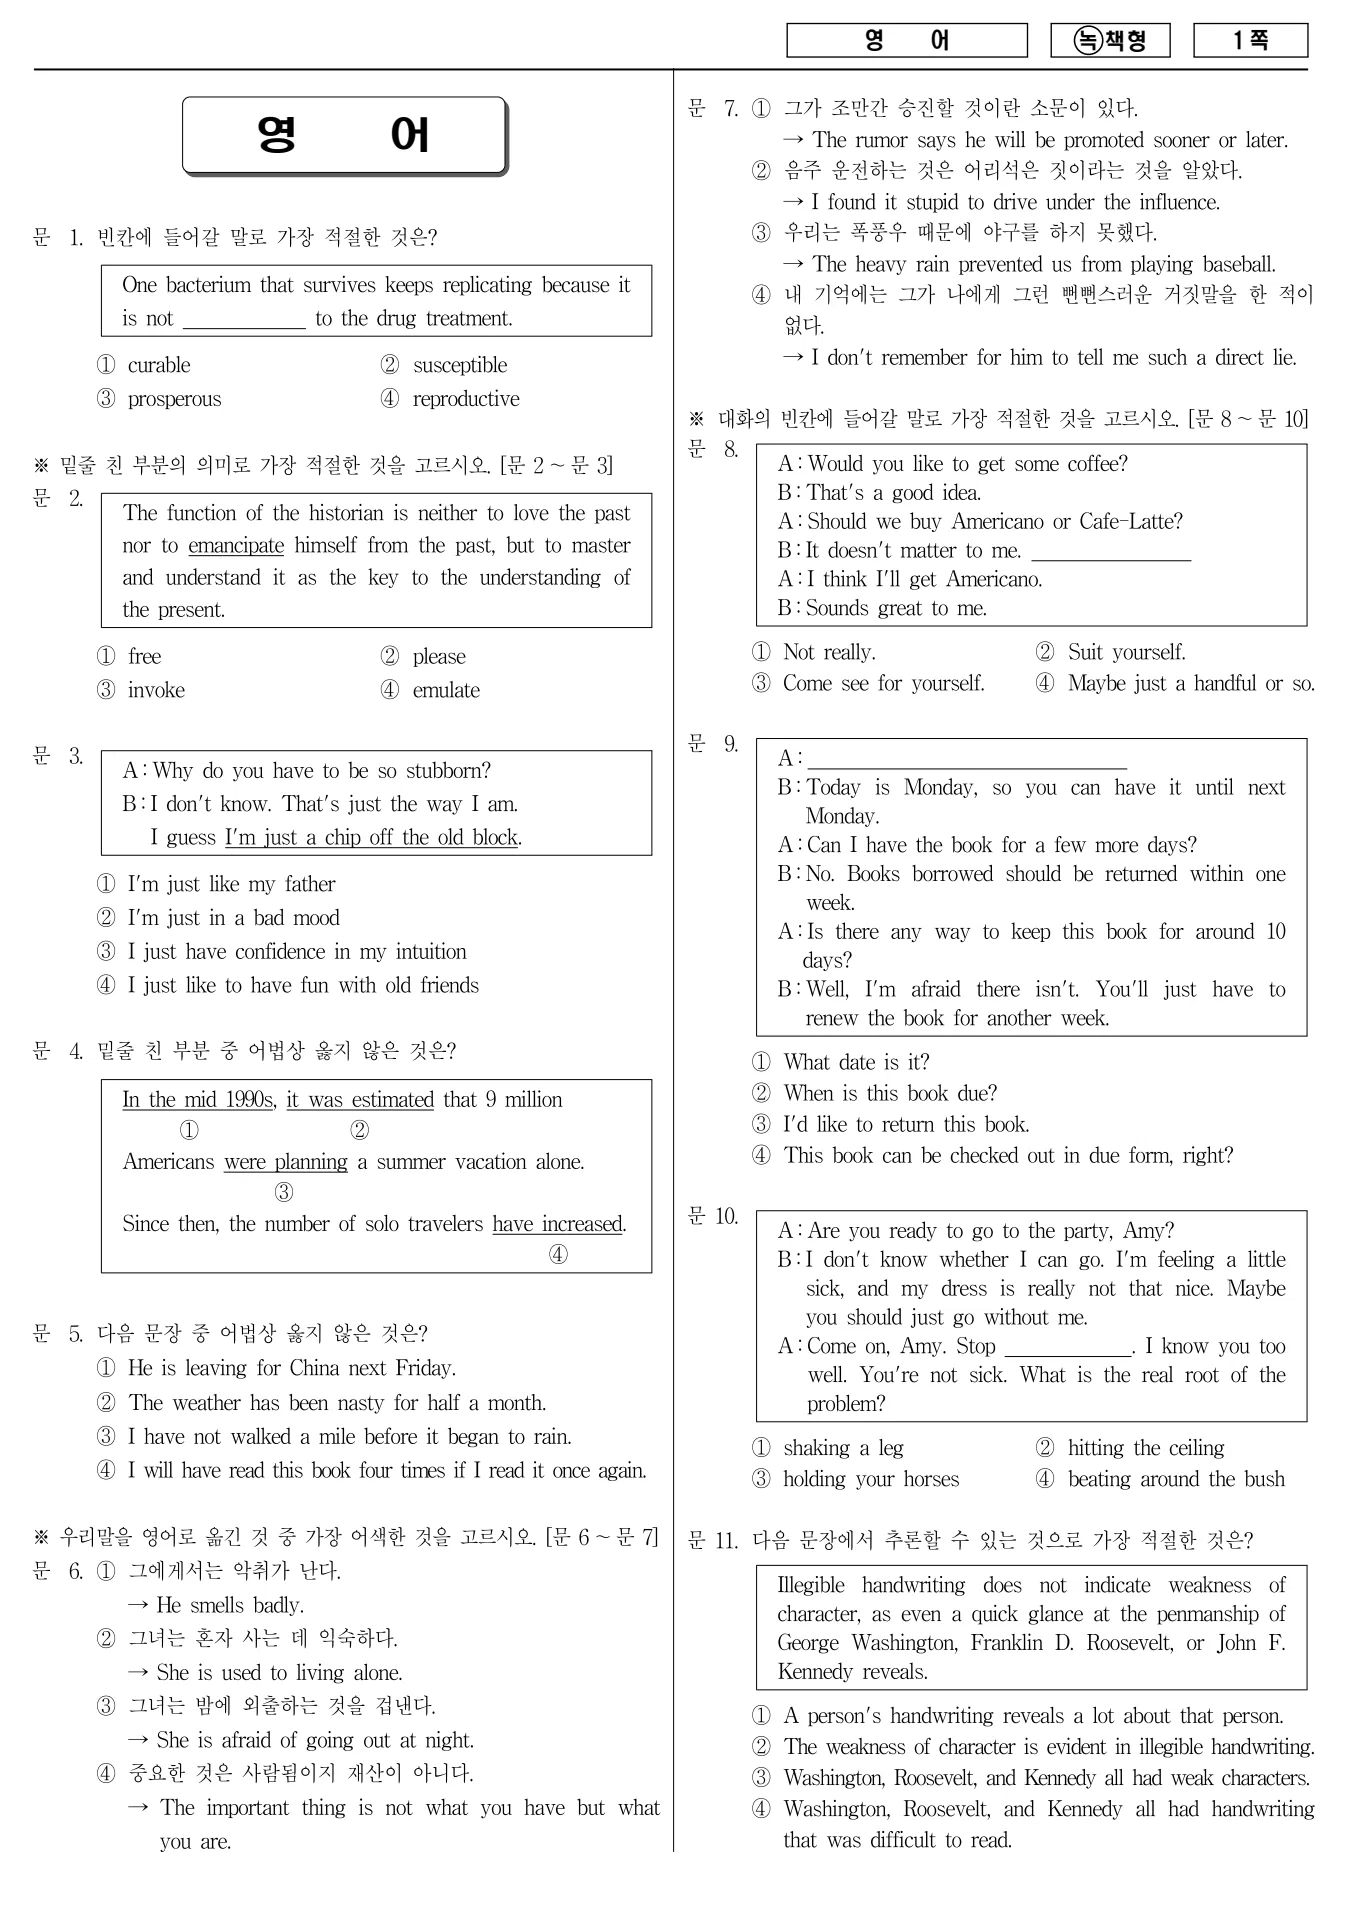 영 어
녹 책형
1 쪽
영 어
문 1. 빈칸에 들어갈 말로 가장 적절한 것은?
One bacterium that survives keeps replicating because it
is not ____________ to the drug treatment.
① curable ② susceptible
③ prosperous ④ reproductive
※ 밑줄 친 부분의 의미로 가장 적절한 것을 고르시오. [문 2 ~ 문 3]
문 2.
The function of the historian is neither to love the past
nor to emancipate himself from the past, but to master
and understand it as the key to the understanding of
the present.
① free ② please
③ invoke ④ emulate
문 3.
A : Why do you have to be so stubborn?
B : I don't know. That's just the way I am.
I guess I'm just a chip off the old block.
① I'm just like my father
② I'm just in a bad mood
③ I just have confidence in my intuition
④ I just like to have fun with old friends
문 4. 밑줄 친 부분 중 어법상 옳지 않은 것은?
In the mid 1990s, it was estimated that 9 million
① ②
Americans were planning a summer vacation alone.
③
Since then, the number of solo travelers have increased.
④
문 5. 다음 문장 중 어법상 옳지 않은 것은?
① He is leaving for China next Friday.
② The weather has been nasty for half a month.
③ I have not walked a mile before it began to rain.
④ I will have read this book four times if I read it once again.
※ 우리말을 영어로 옮긴 것 중 가장 어색한 것을 고르시오. [문 6 ~ 문 7]
문 6. ① 그에게서는 악취가 난다.
→ He smells badly.
② 그녀는 혼자 사는 데 익숙하다.
→ She is used to living alone.
③ 그녀는 밤에 외출하는 것을 겁낸다.
→ She is afraid of going out at night.
④ 중요한 것은 사람됨이지 재산이 아니다.
→ The important thing is not what you have but what
you are.
문 7. ① 그가 조만간 승진할 것이란 소문이 있다.
→ The rumor says he will be promoted sooner or later.
② 음주 운전하는 것은 어리석은 짓이라는 것을 알았다.
→ I found it stupid to drive under the influence.
③ 우리는 폭풍우 때문에 야구를 하지 못했다.
→ The heavy rain prevented us from playing baseball.
④ 내 기억에는 그가 나에게 그런 뻔뻔스러운 거짓말을 한 적이
없다.
→ I don't remember for him to tell me such a direct lie.
※ 대화의 빈칸에 들어갈 말로 가장 적절한 것을 고르시오. [문 8 ~ 문 10]
문 8.
A : Would you like to get some coffee?
B : That's a good idea.
A : Should we buy Americano or Cafe-Latte?
B : It doesn't matter to me. ________________
A : I think I'll get Americano.
B : Sounds great to me.
① Not really. ② Suit yourself.
③ Come see for yourself. ④ Maybe just a handful or so.
문 9.
A : ________________________________
B : Today is Monday, so you can have it until next
Monday.
A : Can I have the book for a few more days?
B : No. Books borrowed should be returned within one
week.
A : Is there any way to keep this book for around 10
days?
B : Well, I'm afraid there isn't. You'll just have to
renew the book for another week.
① What date is it?
② When is this book due?
③ I'd like to return this book.
④ This book can be checked out in due form, right?
문 10.
A : Are you ready to go to the party, Amy?
B : I don't know whether I can go. I'm feeling a little
sick, and my dress is really not that nice. Maybe
you should just go without me.
A : Come on, Amy. Stop ____________. I know you too
well. You're not sick. What is the real root of the
problem?
① shaking a leg ② hitting the ceiling
③ holding your horses ④ beating around the bush
문 11. 다음 문장에서 추론할 수 있는 것으로 가장 적절한 것은?
Illegible handwriting does not indicate weakness of
character, as even a quick glance at the penmanship of
George Washington, Franklin D. Roosevelt, or John F.
Kennedy reveals.
① A person's handwriting reveals a lot about that person.
② The weakness of character is evident in illegible handwriting.
③ Washington, Roosevelt, and Kennedy all had weak characters.
④ Washington, Roosevelt, and Kennedy all had handwriting
that was difficult to read.